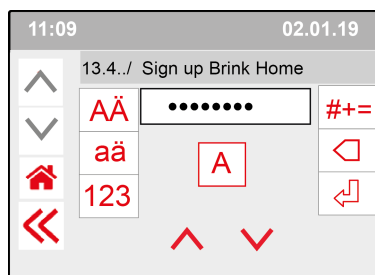 11:09 02.01.19
13.4../ Sign up Brink Home
AÄ •••••••• #+=
aä A
123